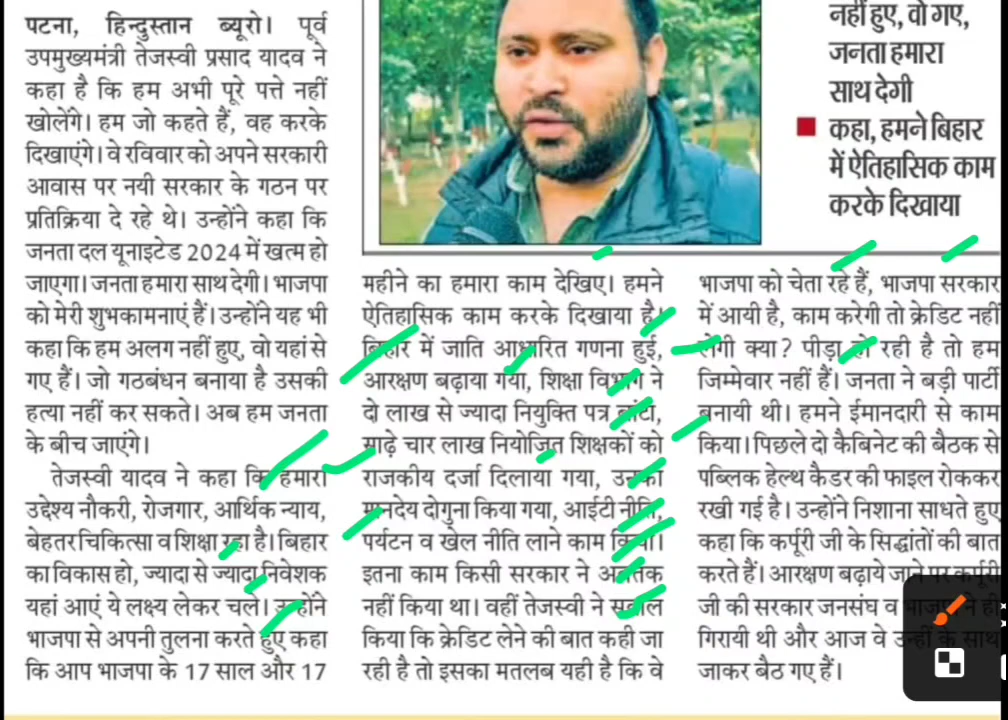 पटना, हिन्दुस्तान ब्यूरो। पूर्व
उपमुख्यमंत्री तेजस्वी प्रसाद यादव ने
कहा है कि हम अभी पूरे पत्ते नहीं
खोलेंगे। हम जो कहते हैं, वह करके
दिखाएंगे। वे रविवार को अपने सरकारी
आवास पर नयी सरकार के गठन पर
प्रतिक्रिया दे रहे थे। उन्होंने कहा कि
जनता दल यूनाइटेड 2024 में खत्म हो
जाएगा। जनता हमारा साथ देगी। भाजपा
को मेरी शुभकामनाएं हैं। उन्होंने यह भी
कहा कि हम अलग नहीं हुए, वो यहां से
गए हैं। जो गठबंधन बनाया है उसकी
हत्या नहीं कर सकते। अब हम जनता
के बीच जाएंगे।
तेजस्वी यादव ने कहा कि हमारा
उद्देश्य नौकरी, रोजगार, आर्थिक न्याय,
बेहतर चिकित्सा व शिक्षा रहा है। बिहार
का विकास हो, ज्यादा से ज्यादा निवेशक
यहां आएं ये लक्ष्य लेकर चले। उन्होंने
भाजपा से अपनी तुलना करते हुए कहा
कि आप भाजपा के 17 साल और 17
महीने का हमारा काम देखिए। हमने
ऐतिहासिक काम करके दिखाया है।
बिहार में जाति आधारित गणना हुई,
आरक्षण बढ़ाया गया, शिक्षा विभाग ने
दो लाख से ज्यादा नियुक्ति पत्र बांटा,
साढ़े चार लाख नियोजित शिक्षकों को
राजकीय दर्जा दिलाया गया, उनका
मानदेय दोगुना किया गया, आईटी नीति,
पर्यटन व खेल नीति लाने काम किया।
इतना काम किसी सरकार ने अबतक
नहीं किया था। वहीं तेजस्वी ने सवाल
किया कि क्रेडिट लेने की बात कही जा
रही है तो इसका मतलब यही है कि वे
नहीं हुए, वो गए,
जनता हमारा
साथ देगी
कहा, हमने बिहार
में ऐतिहासिक काम
करके दिखाया
भाजपा को चेता रहे हैं, भाजपा सरकार
में आयी है, काम करेगी तो क्रेडिट नहीं
लेगी क्या? पीड़ा हो रही है तो हम
जिम्मेवार नहीं हैं। जनता ने बड़ी पार्टी
बनायी थी। हमने ईमानदारी से काम
किया। पिछले दो कैबिनेट की बैठक से
पब्लिक हेल्थ कैडर की फाइल रोककर
रखी गई है। उन्होंने निशाना साधते हुए
कहा कि कर्पूरी जी के सिद्धांतों की बात
करते हैं। आरक्षण बढ़ाये जाने पर कर्पूरी
जी की सरकार जनसंघ व भाजपा ने ही
गिरायी थी और आज वे उन्हीं के साथ
जाकर बैठ गए हैं।